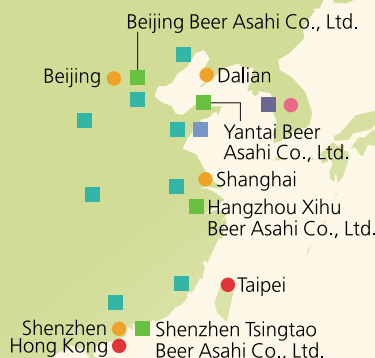 Beijing Beer Asahi Co., Ltd.
Beijing
Dalian
Yantai Beer
Asahi Co., Ltd.
Shanghai
Hangzhou Xihu
Beer Asahi Co., Ltd.
Taipei
Shenzhen
Hong Kong
Shenzhen Tsingtao
Beer Asahi Co., Ltd.